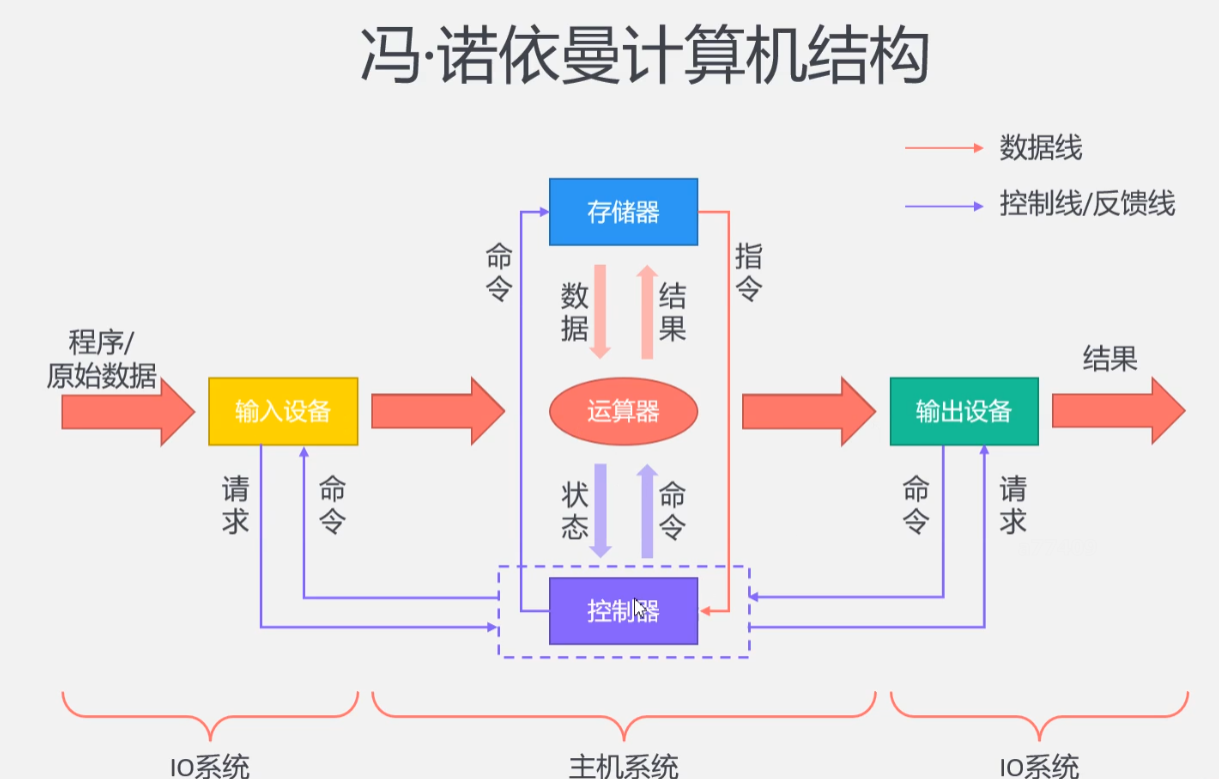 冯·诺依曼计算机结构
数据线
控制线/反馈线
存储器
命令
指令
数据
结果
程序/
原始数据
结果
输入设备
运算器
输出设备
请求
命令
状态
命令
命令
请求
控制器
IO系统
主机系统
IO系统